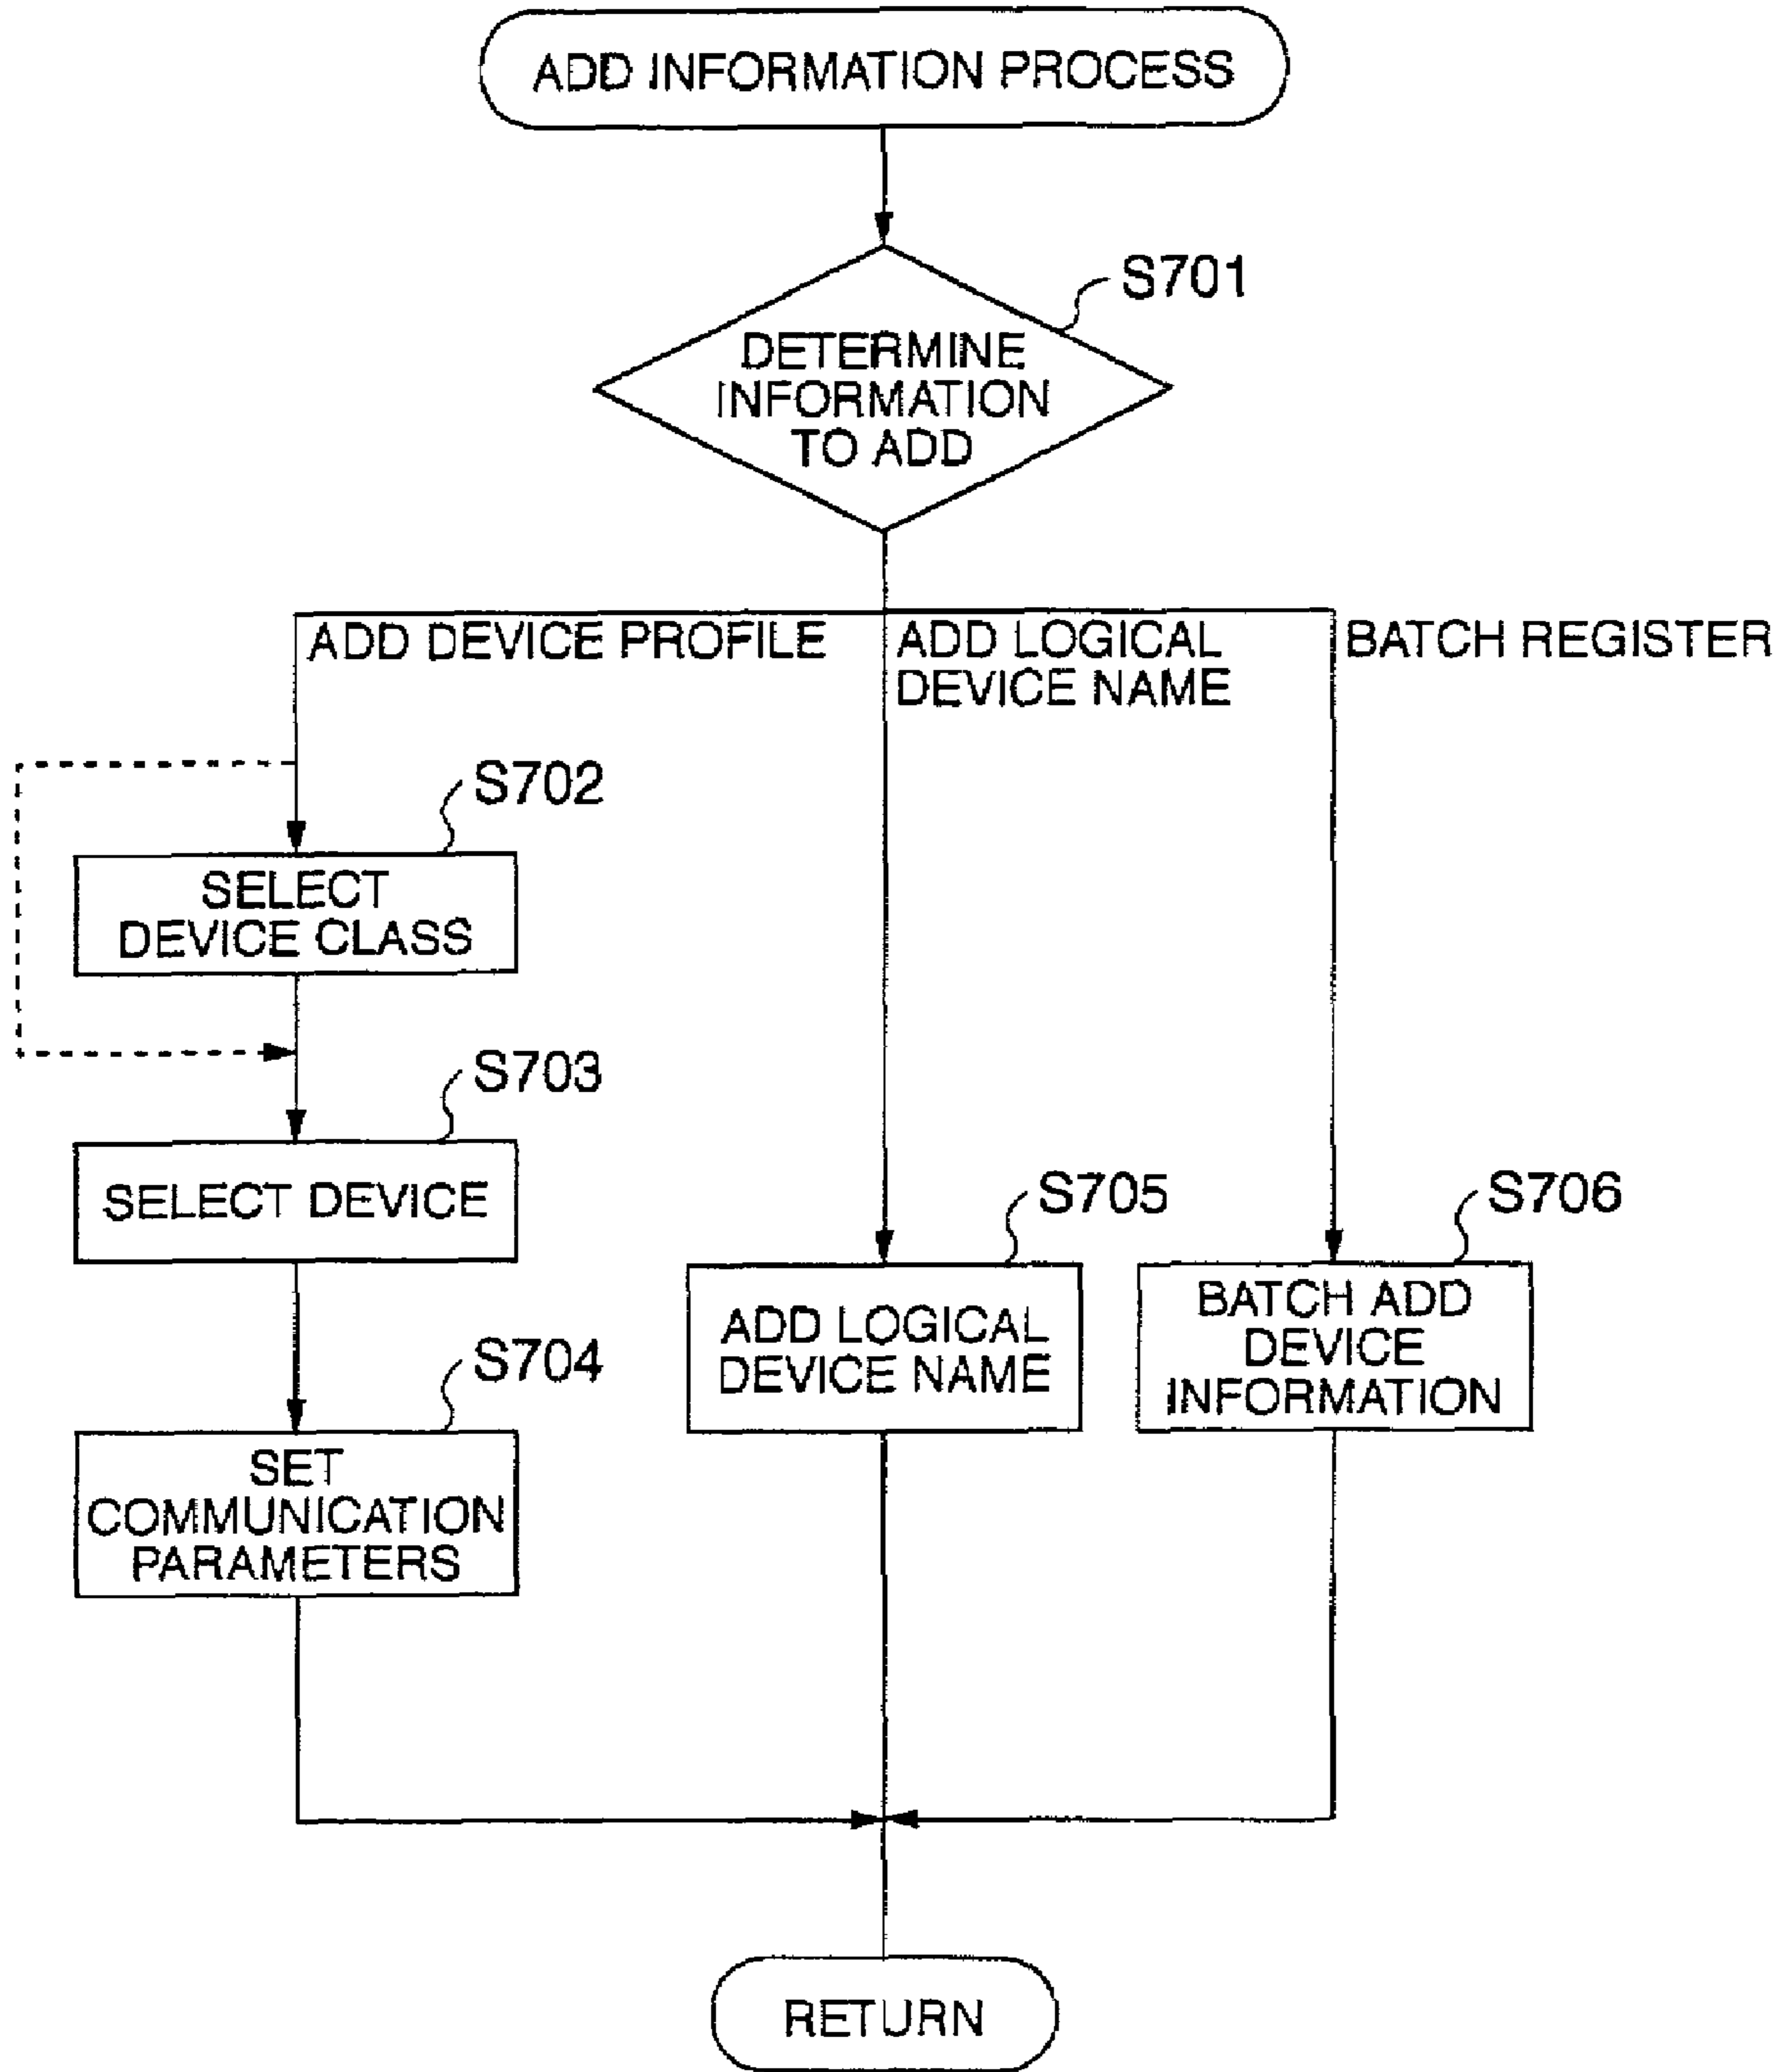 ADD INFORMATION PROCESS
S701
DETERMINE
INFORMATION
TO ADD
ADD DEVICE PROFILE
ADD LOGICAL
DEVICE NAME
BATCH REGISTER
S702
SELECT
DEVICE CLASS
S703
SELECT DEVICE
S704
SET
COMMUNICATION
PARAMETERS
S705
ADD LOGICAL
DEVICE NAME
S706
BATCH ADD
DEVICE
INFORMATION
RETURN